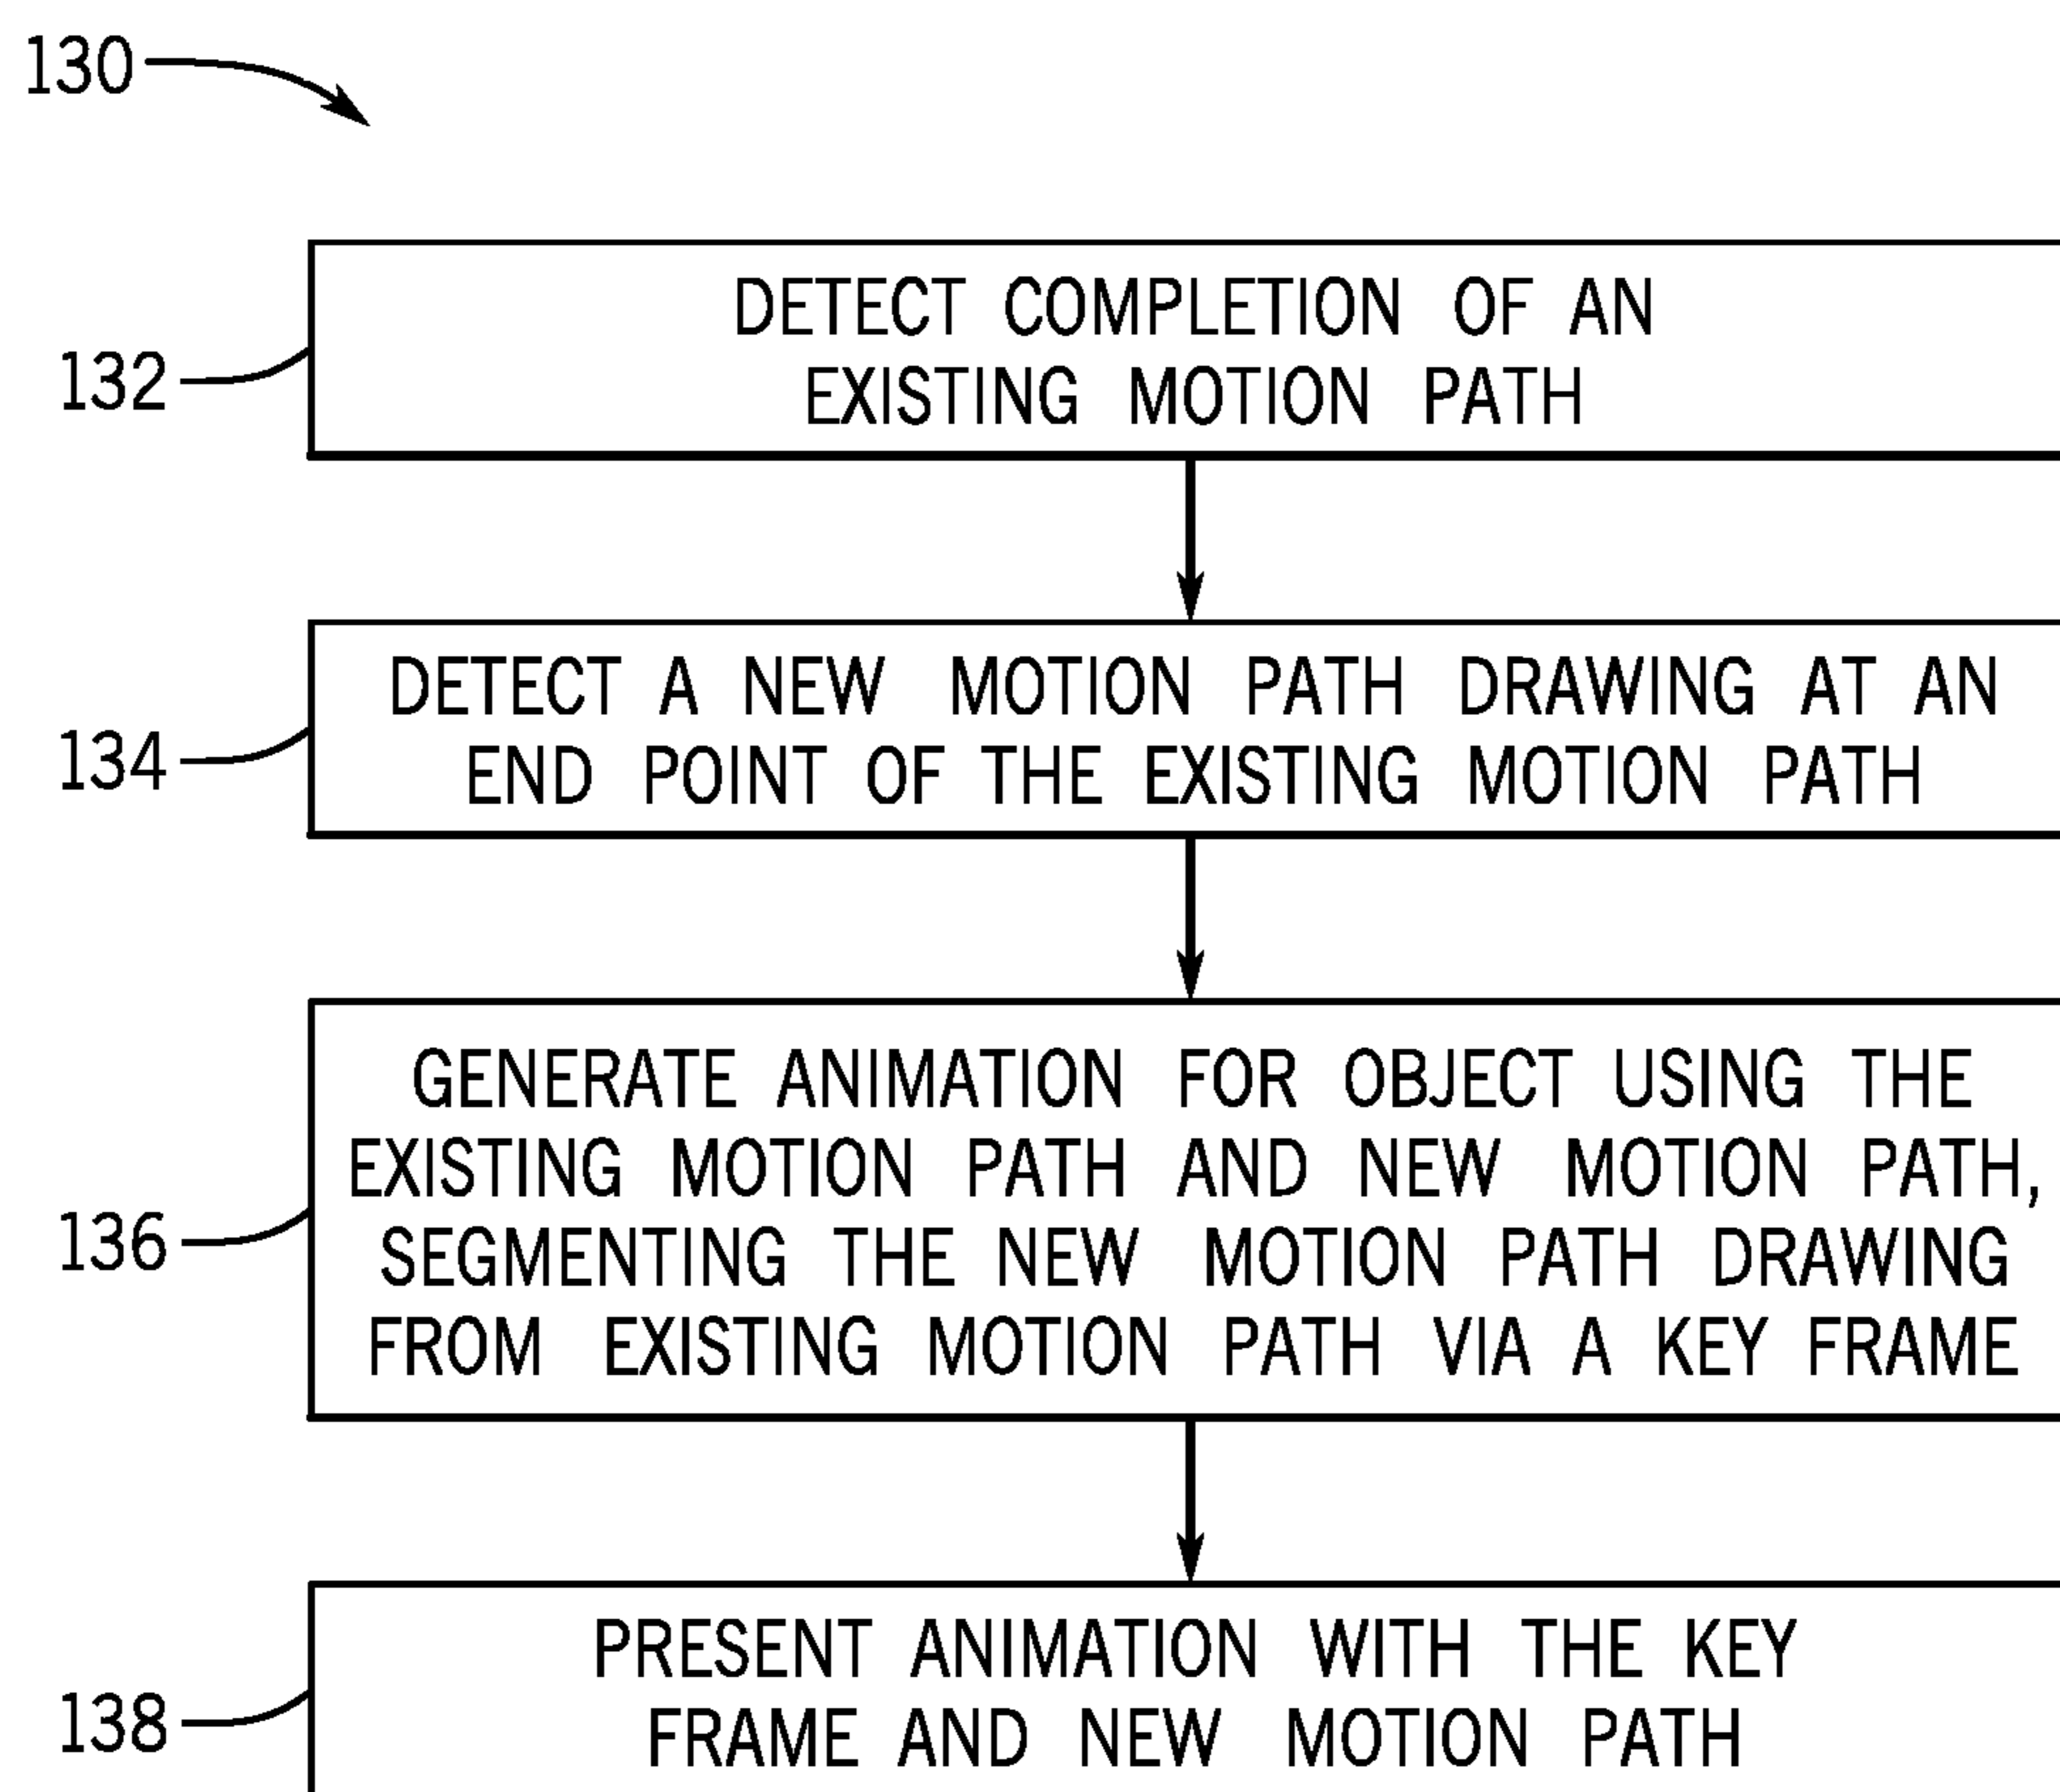 130
132
DETECT COMPLETION OF AN
EXISTING MOTION PATH
134
DETECT A NEW MOTION PATH DRAWING AT AN
END POINT OF THE EXISTING MOTION PATH
136
GENERATE ANIMATION FOR OBJECT USING THE
EXISTING MOTION PATH AND NEW MOTION PATH,
SEGMENTING THE NEW MOTION PATH DRAWING
FROM EXISTING MOTION PATH VIA A KEY FRAME
138
PRESENT ANIMATION WITH THE KEY
FRAME AND NEW MOTION PATH